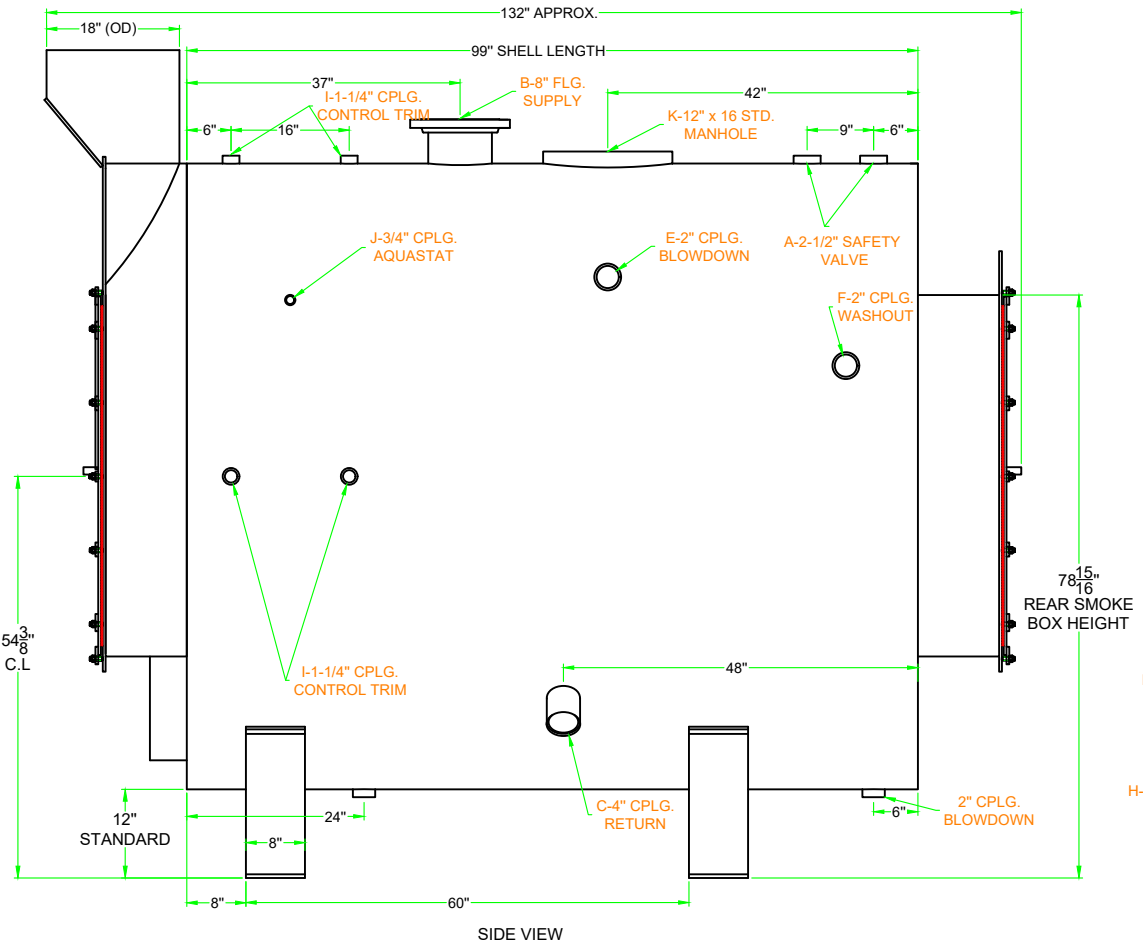 132" APPROX.
18" (OD)
99" SHELL LENGTH
37"
B-8" FLG.
SUPPLY
I-1-1/4" CPLG.
CONTROL TRIM
42"
K-12" x 16 STD.
MANHOLE
6"
16"
9"
6"
J-3/4" CPLG.
AQUASTAT
E-2" CPLG.
BLOWDOWN
A-2-1/2" SAFETY
VALVE
F-2" CPLG.
WASHOUT
78 15/16"
REAR SMOKE
BOX HEIGHT
54 3/8"
C.L
I-1-1/4" CPLG.
CONTROL TRIM
48"
H-
12"
STANDARD
24"
C-4" CPLG.
RETURN
6"
2" CPLG.
BLOWDOWN
8"
8"
60"
SIDE VIEW